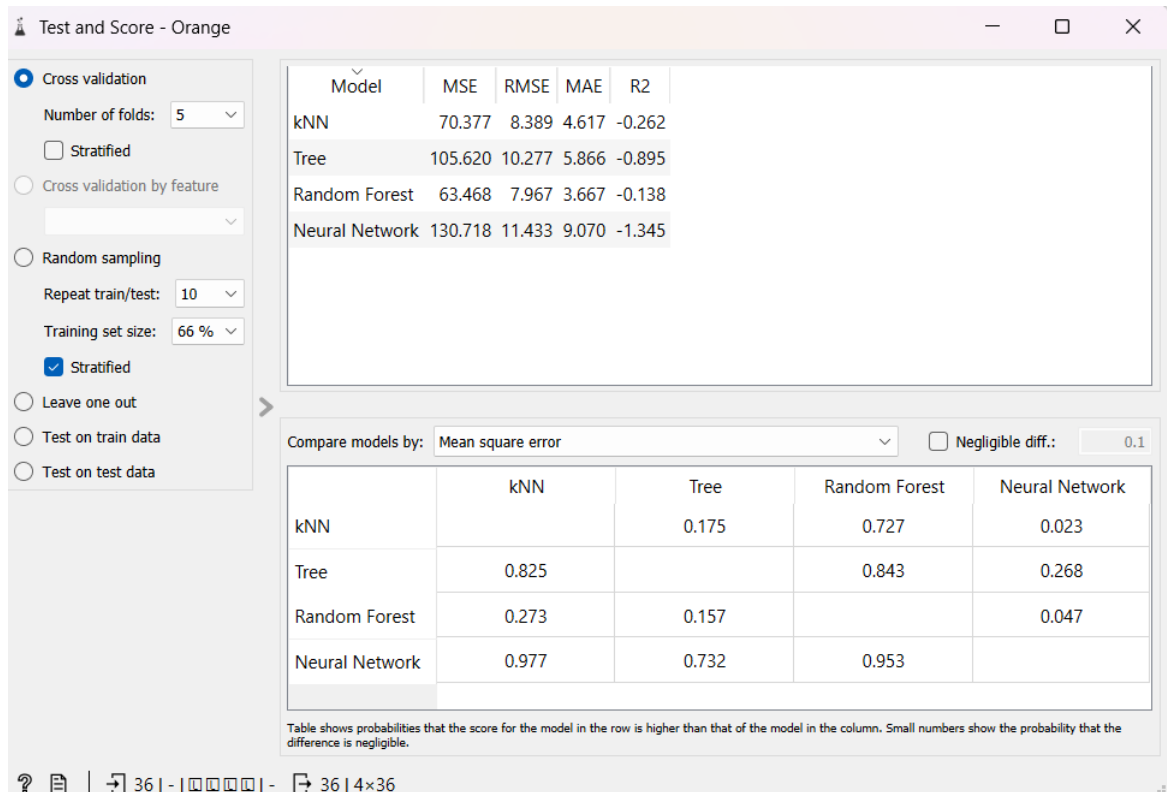 Test and Score - Orange
Cross validation
Number of folds: 5
Stratified
Cross validation by feature
Random sampling
Repeat train/test: 10
Training set size: 66 %
Stratified
Leave one out
Test on train data
Test on test data
Model MSE RMSE MAE R2
kNN 70.377 8.389 4.617 -0.262
Tree 105.620 10.277 5.866 -0.895
Random Forest 63.468 7.967 3.667 -0.138
Neural Network 130.718 11.433 9.070 -1.345
Compare models by: Mean square error Negligible diff.: 0.1
kNN Tree Random Forest Neural Network
kNN 0.175 0.727 0.023
Tree 0.825 0.843 0.268
Random Forest 0.273 0.157 0.047
Neural Network 0.977 0.732 0.953
Table shows probabilities that the score for the model in the row is higher than that of the model in the column. Small numbers show the probability that the
difference is negligible.
? 36 | - | | - 36 | 4×36